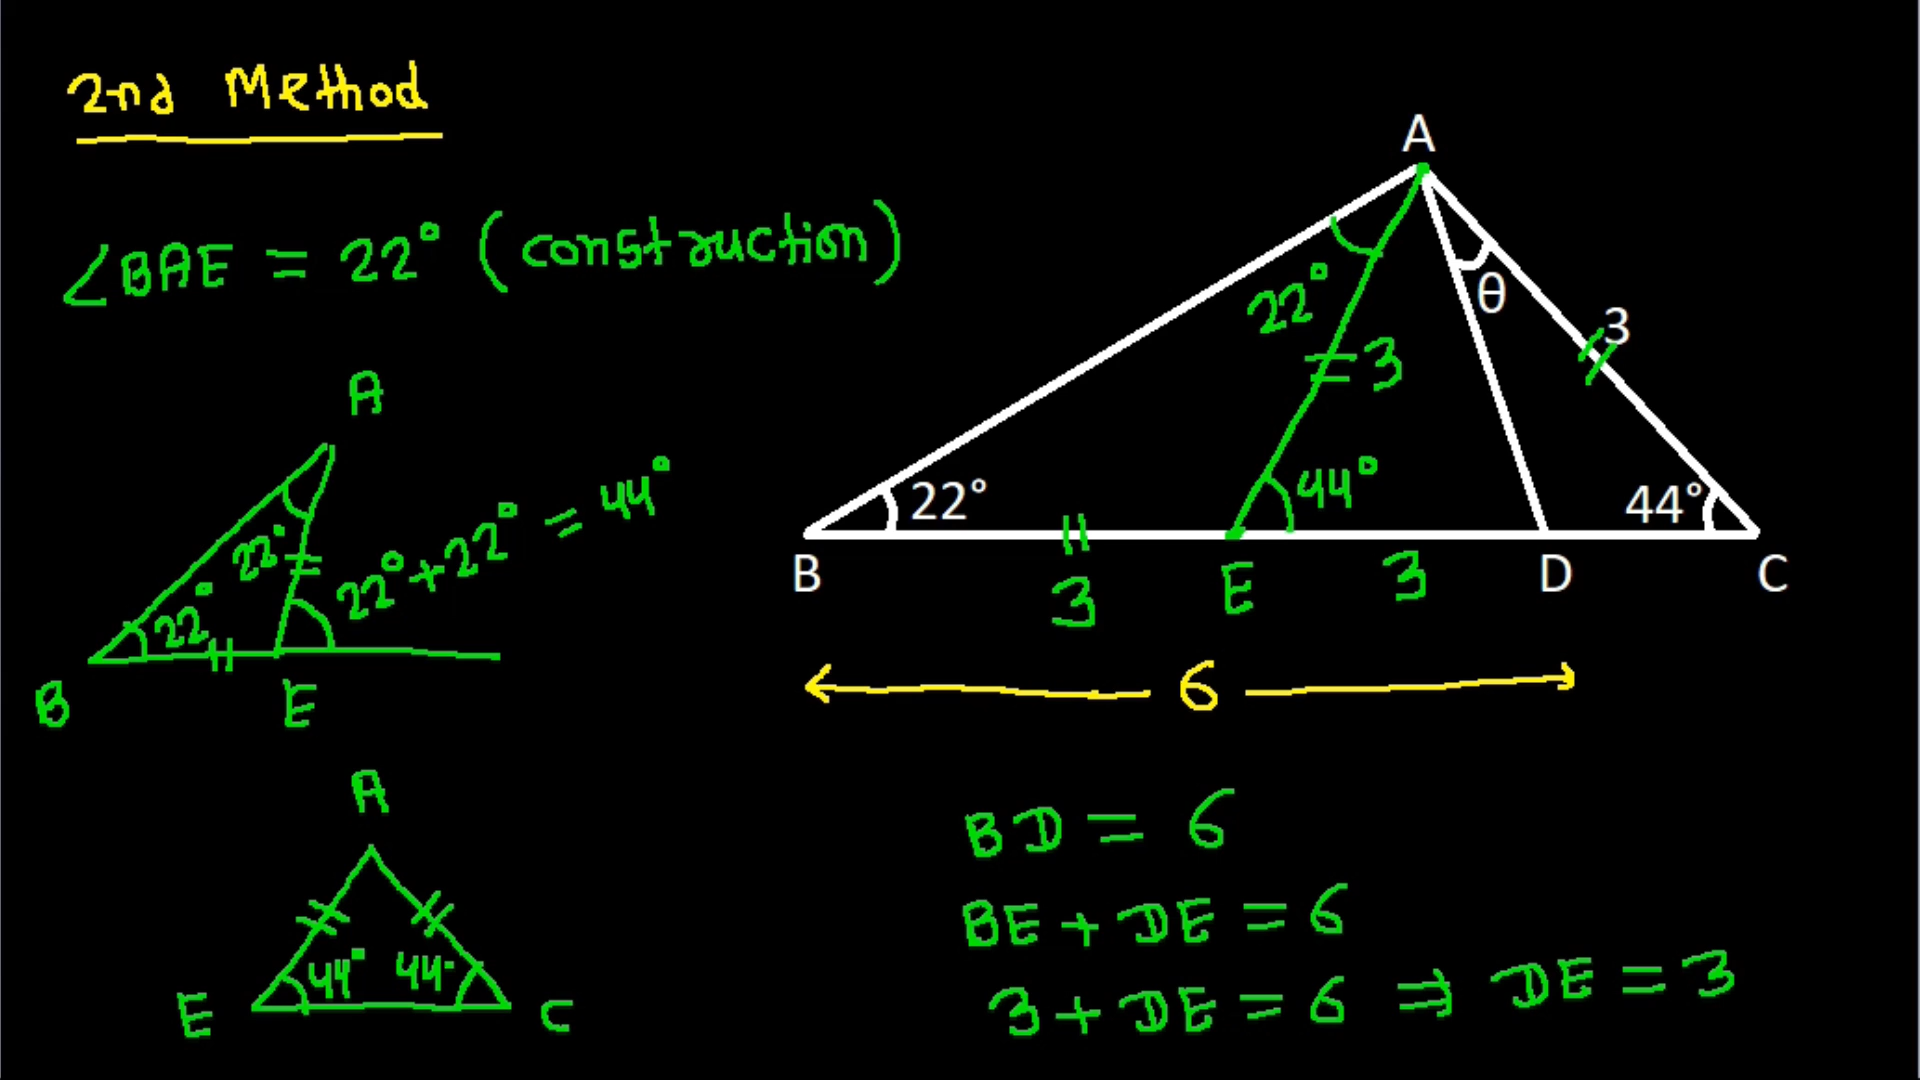 2nd Method
∠BAE = 22° (construction)
A
22°
22°
22°+22° = 44°
B
E
A
44°
44°
E
C
A
22°
θ
3
3
22°
44°
44°
B
3
E
3
D
C
6
BD = 6
BE + DE = 6
3 + DE = 6 ⇒ DE = 3